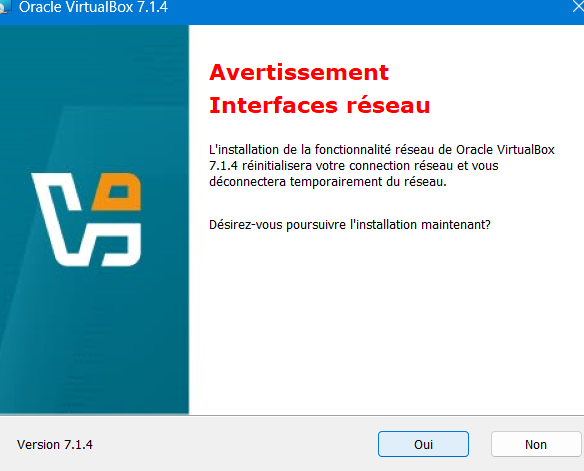 Oracle VirtualBox 7.1.4
Avertissement
Interfaces réseau
L'installation de la fonctionnalité réseau de Oracle VirtualBox
7.1.4 réinitialisera votre connection réseau et vous
déconnectera temporairement du réseau.
Désirez-vous poursuivre l'installation maintenant?
Version 7.1.4
Oui
Non